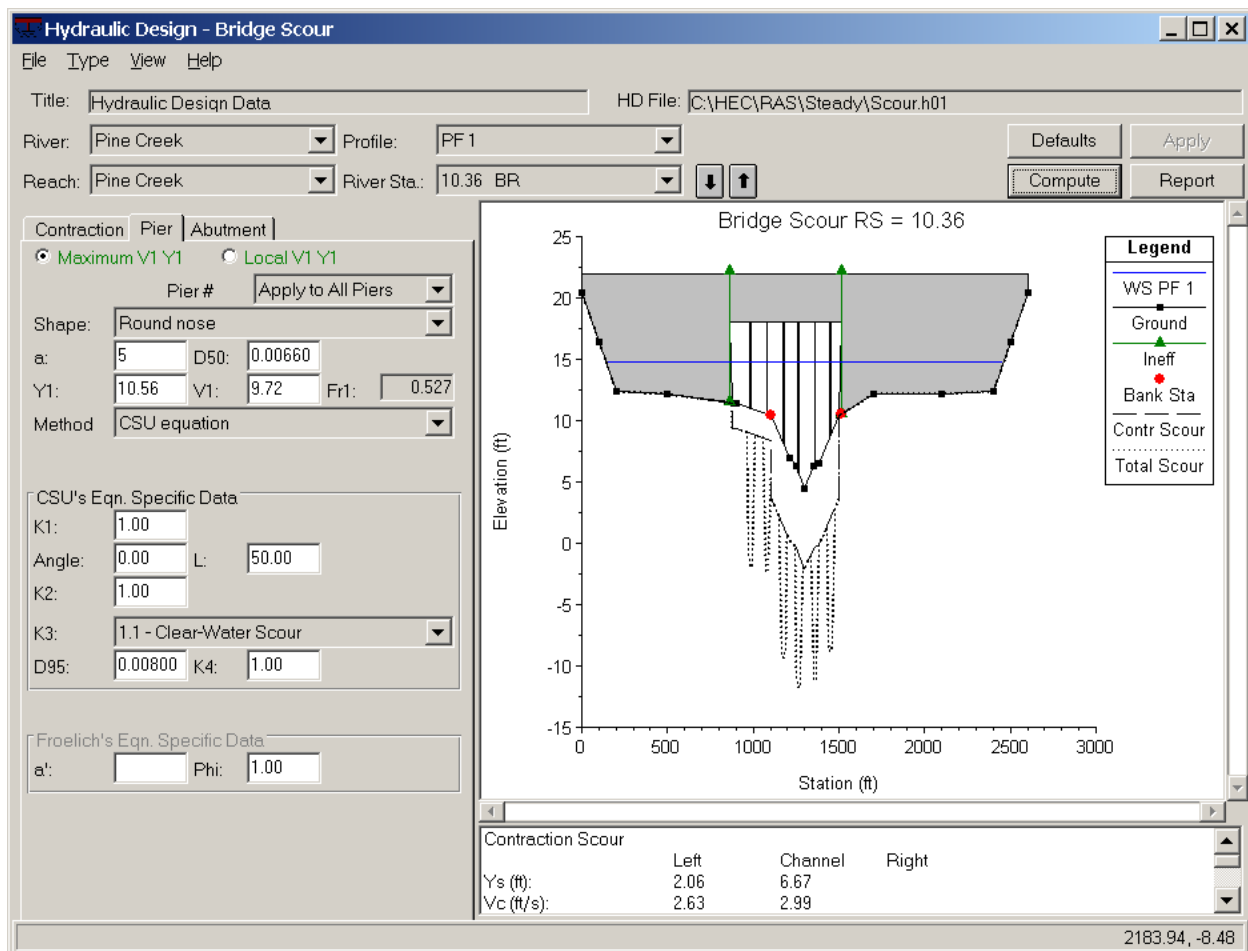 Hydraulic Design - Bridge Scour
File Type View Help
Title: Hydraulic Design Data HD File: C:\HEC\RAS\Steady\Scour.h01
River: Pine Creek Profile: PF 1 Defaults Apply
Reach: Pine Creek River Sta.: 10.36 BR Compute Report
Contraction Pier Abutment
Maximum V1 Y1 Local V1 Y1
Pier # Apply to All Piers
Shape: Round nose
a: 5 D50: 0.00660
Y1: 10.56 V1: 9.72 Fr1: 0.527
Method CSU equation
CSU's Eqn. Specific Data
K1: 1.00
Angle: 0.00 L: 50.00
K2: 1.00
K3: 1.1 - Clear-Water Scour
D95: 0.00800 K4: 1.00
Froelich's Eqn. Specific Data
a': Phi: 1.00
Bridge Scour RS = 10.36
25
20
15
10
5
0
-5
-10
-15
Elevation (ft)
0 500 1000 1500 2000 2500 3000
Station (ft)
Legend
WS PF 1
Ground
Ineff
Bank Sta
Contr Scour
Total Scour
Contraction Scour
Left Channel Right
Ys (ft): 2.06 6.67
Vc (ft/s): 2.63 2.99
2183.94, -8.48